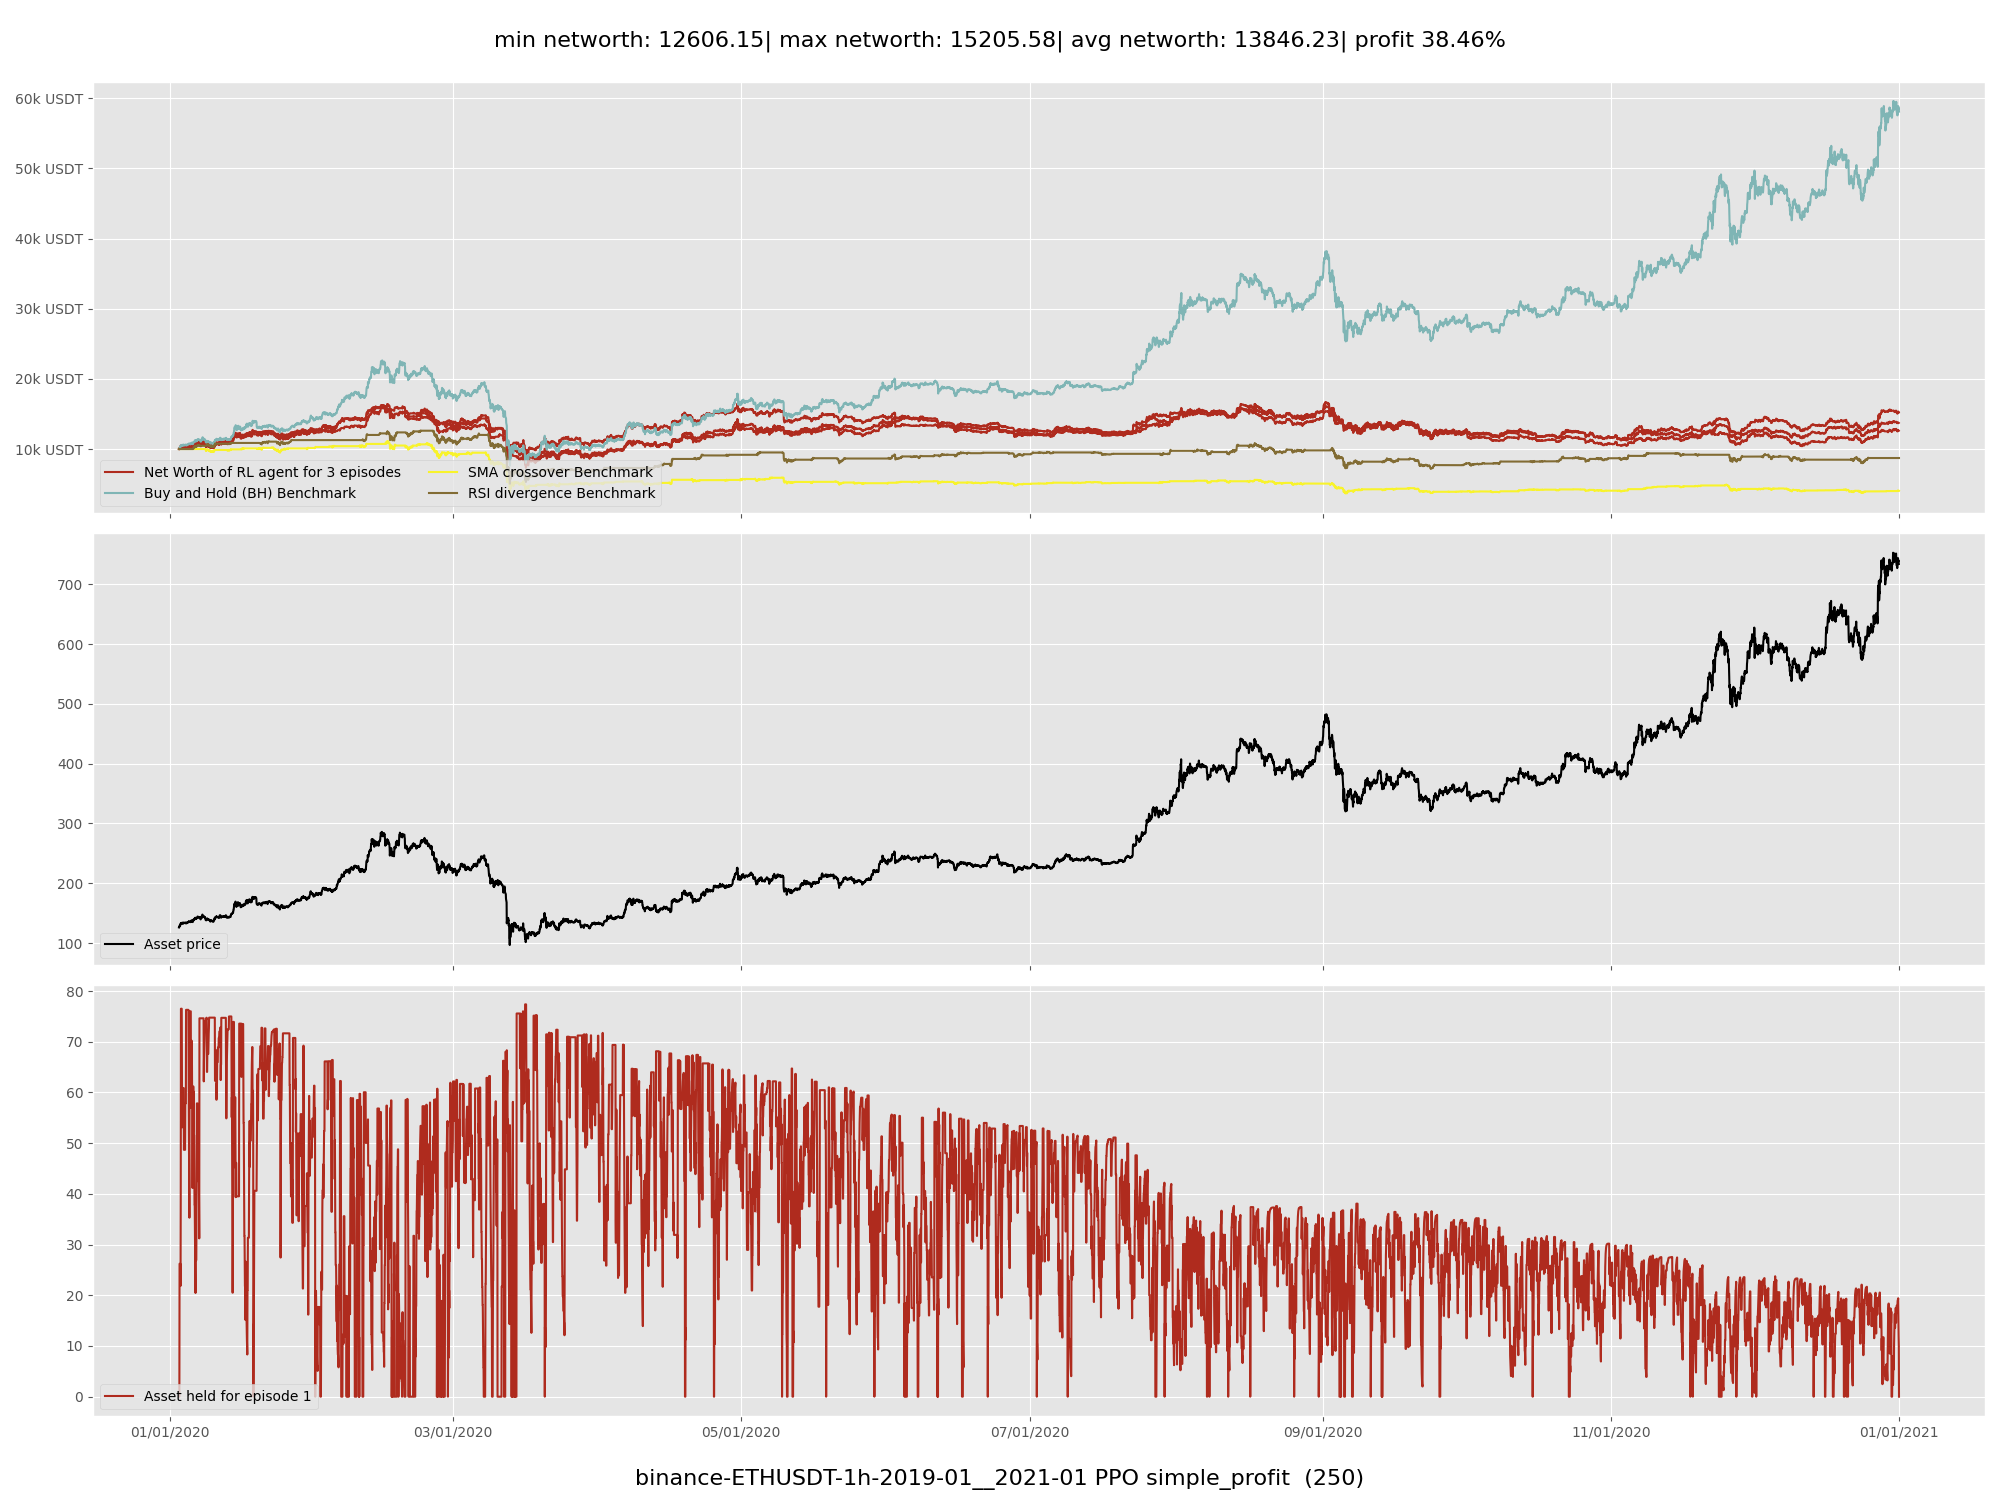 min networth: 12606.15| max networth: 15205.58| avg networth: 13846.23| profit 38.46%
60k USDT
50k USDT
40k USDT
30k USDT
20k USDT
10k USDT
Net Worth of RL agent for 3 episodes
Buy and Hold (BH) Benchmark
SMA crossover Benchmark
RSI divergence Benchmark
700
600
500
400
300
200
100
Asset price
80
70
60
50
40
30
20
10
0
Asset held for episode 1
01/01/2020 03/01/2020 05/01/2020 07/01/2020 09/01/2020 11/01/2020 01/01/2021
binance-ETHUSDT-1h-2019-01__2021-01 PPO simple_profit (250)